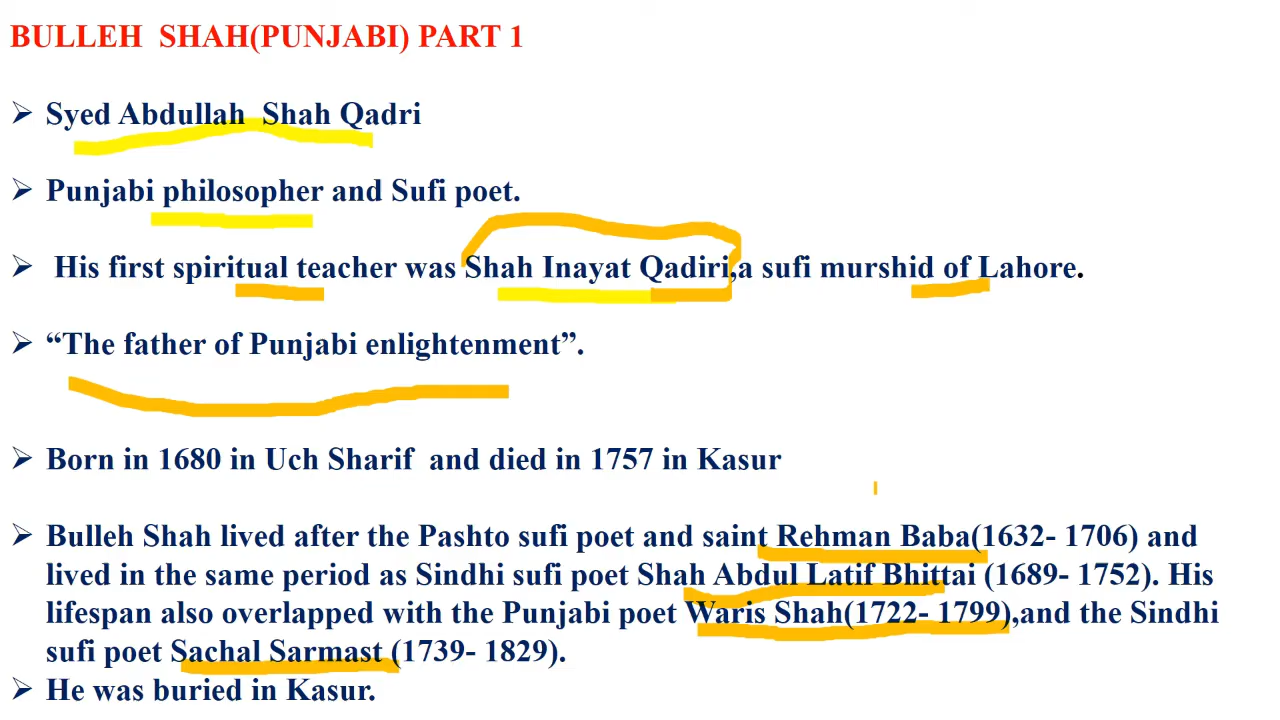 BULLEH SHAH(PUNJABI) PART 1
➢ Syed Abdullah Shah Qadri
➢ Punjabi philosopher and Sufi poet.
➢ His first spiritual teacher was Shah Inayat Qadiri,a sufi murshid of Lahore.
➢ “The father of Punjabi enlightenment”.
➢ Born in 1680 in Uch Sharif and died in 1757 in Kasur
➢ Bulleh Shah lived after the Pashto sufi poet and saint Rehman Baba(1632- 1706) and
lived in the same period as Sindhi sufi poet Shah Abdul Latif Bhittai (1689- 1752). His
lifespan also overlapped with the Punjabi poet Waris Shah(1722- 1799),and the Sindhi
sufi poet Sachal Sarmast (1739- 1829).
➢ He was buried in Kasur.